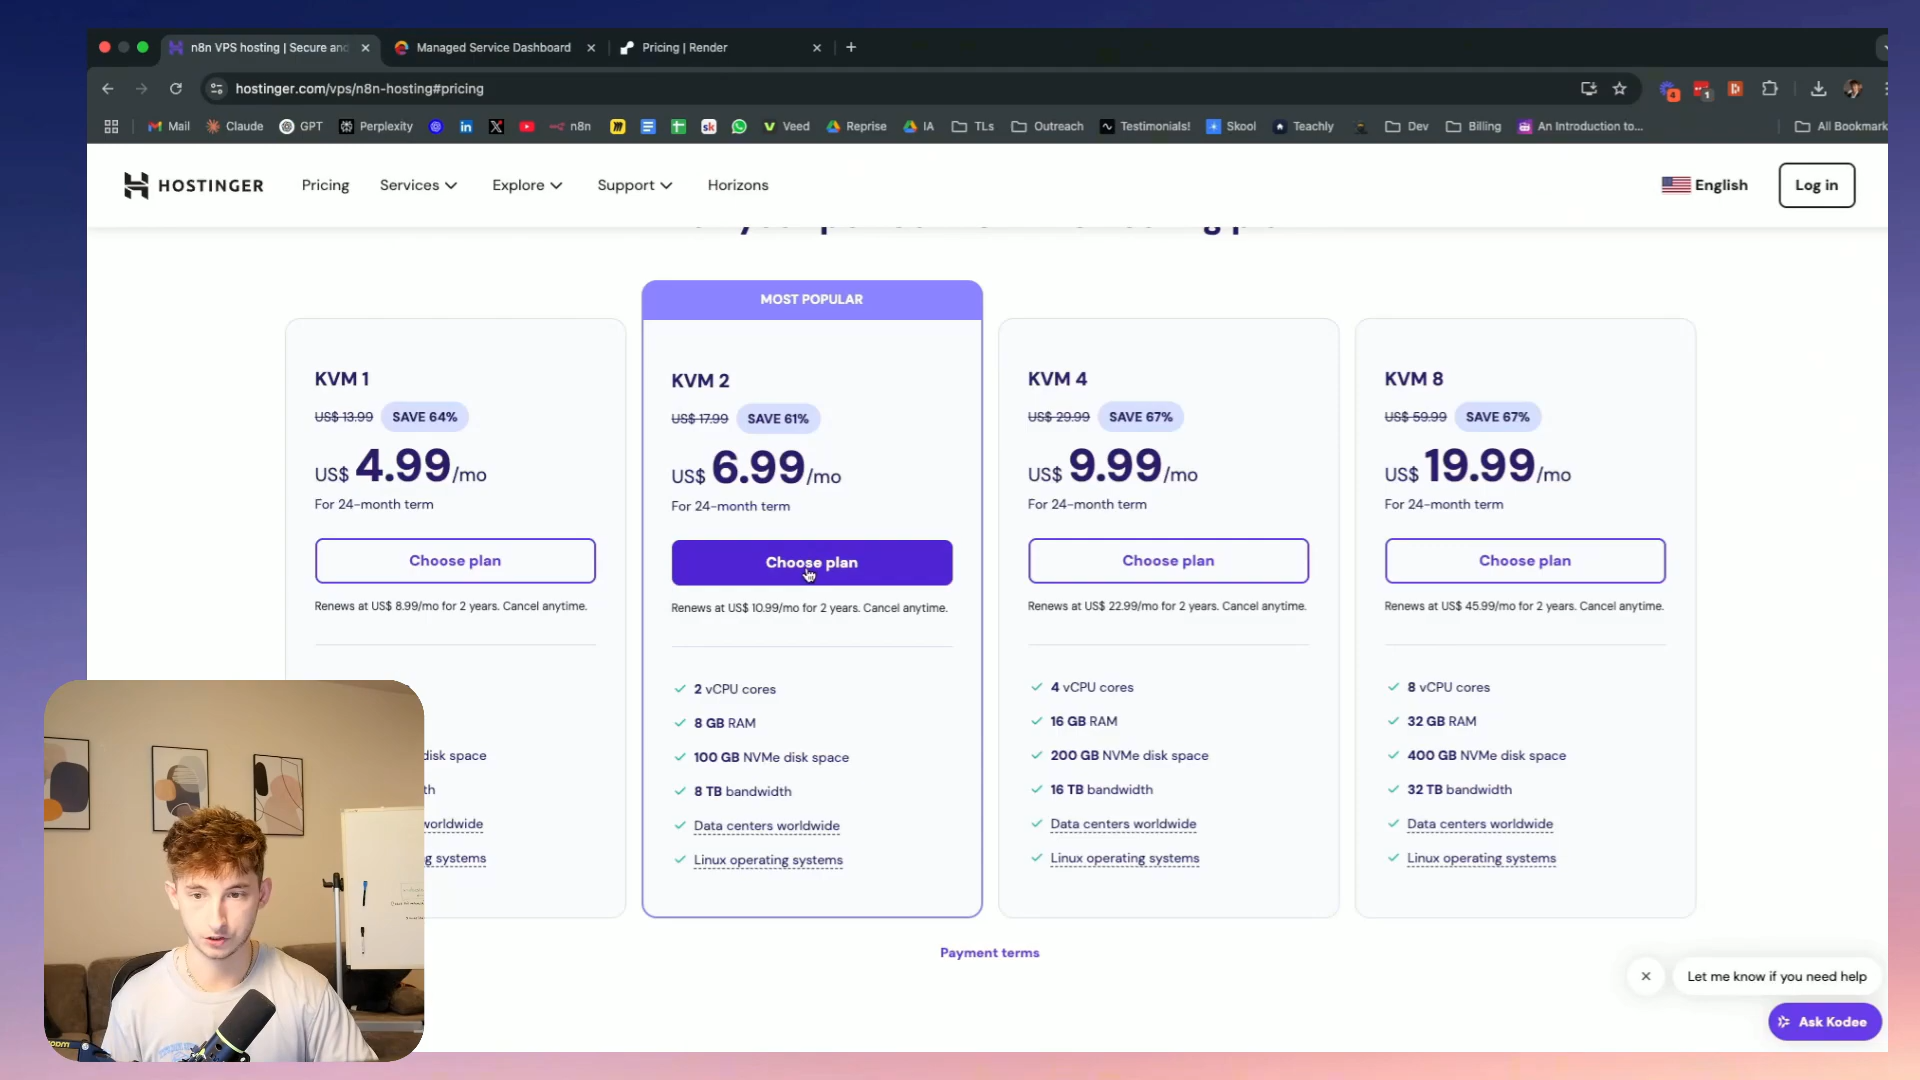 n8n VPS hosting | Secure and
Managed Service Dashboard
Pricing | Render
hostinger.com/vps/n8n-hosting#pricing
4
1
Mail
Claude
GPT
Perplexity
in
n8n
sk
Veed
Reprise
IA
TLs
Outreach
Testimonials!
Skool
Teachly
Dev
Billing
An Introduction to...
All Bookmark
HOSTINGER
Pricing
Services
Explore
Support
Horizons
English
Log in
MOST POPULAR
KVM 1
US$ 13.99 SAVE 64%
US$ 4.99/mo
For 24-month term
Choose plan
Renews at US$ 8.99/mo for 2 years. Cancel anytime.
disk space
th
worldwide
g systems
KVM 2
US$ 17.99 SAVE 61%
US$ 6.99/mo
For 24-month term
Choose plan
Renews at US$ 10.99/mo for 2 years. Cancel anytime.
2 vCPU cores
8 GB RAM
100 GB NVMe disk space
8 TB bandwidth
Data centers worldwide
Linux operating systems
KVM 4
US$ 29.99 SAVE 67%
US$ 9.99/mo
For 24-month term
Choose plan
Renews at US$ 22.99/mo for 2 years. Cancel anytime.
4 vCPU cores
16 GB RAM
200 GB NVMe disk space
16 TB bandwidth
Data centers worldwide
Linux operating systems
KVM 8
US$ 59.99 SAVE 67%
US$ 19.99/mo
For 24-month term
Choose plan
Renews at US$ 45.99/mo for 2 years. Cancel anytime.
8 vCPU cores
32 GB RAM
400 GB NVMe disk space
32 TB bandwidth
Data centers worldwide
Linux operating systems
Payment terms
Let me know if you need help
Ask Kodee